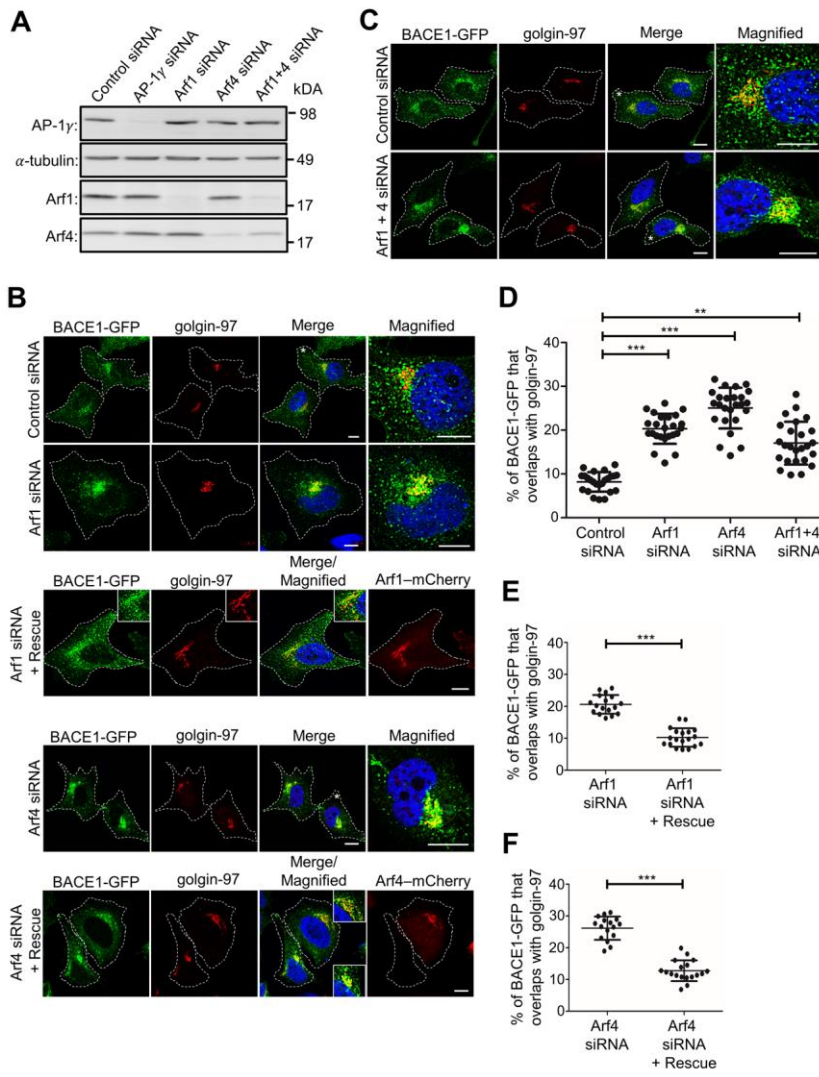 A
Control siRNA
AP-1γ siRNA
Arf1 siRNA
Arf4 siRNA
Arf1+4 siRNA
kDA
AP-1γ:
98
α-tubulin:
49
Arf1:
17
Arf4:
17
B
BACE1-GFP golgin-97 Merge Magnified
Control siRNA
*
Arf1 siRNA
BACE1-GFP golgin-97 Merge/ Magnified Arf1–mCherry
Arf1 siRNA
+ Rescue
BACE1-GFP golgin-97 Merge Magnified
Arf4 siRNA
*
BACE1-GFP golgin-97 Merge/ Magnified Arf4–mCherry
Arf4 siRNA
+ Rescue
C
BACE1-GFP golgin-97 Merge Magnified
Control siRNA
*
Arf1 + 4 siRNA
*
D
% of BACE1-GFP that
overlaps with golgin-97
**
***
***
40
30
20
10
0
Control siRNA
Arf1 siRNA
Arf4 siRNA
Arf1+4 siRNA
E
% of BACE1-GFP that
overlaps with golgin-97
***
40
30
20
10
0
Arf1 siRNA
Arf1 siRNA + Rescue
F
% of BACE1-GFP that
overlaps with golgin-97
***
40
30
20
10
0
Arf4 siRNA
Arf4 siRNA + Rescue